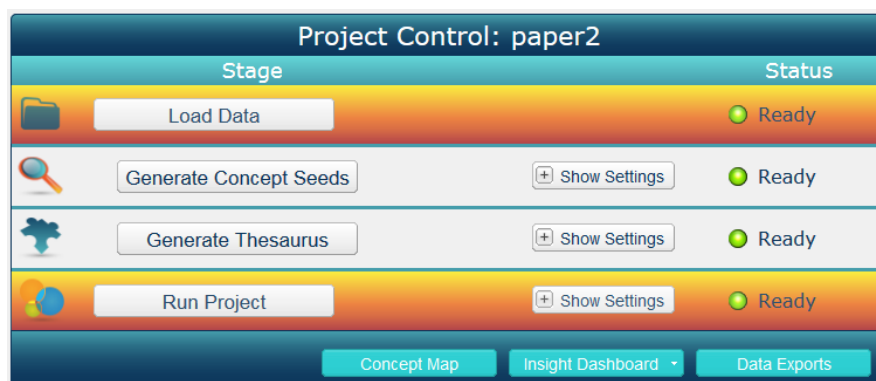 Project Control: paper2
Stage Status
Load Data Ready
Generate Concept Seeds + Show Settings Ready
Generate Thesaurus + Show Settings Ready
Run Project + Show Settings Ready
Concept Map Insight Dashboard Data Exports